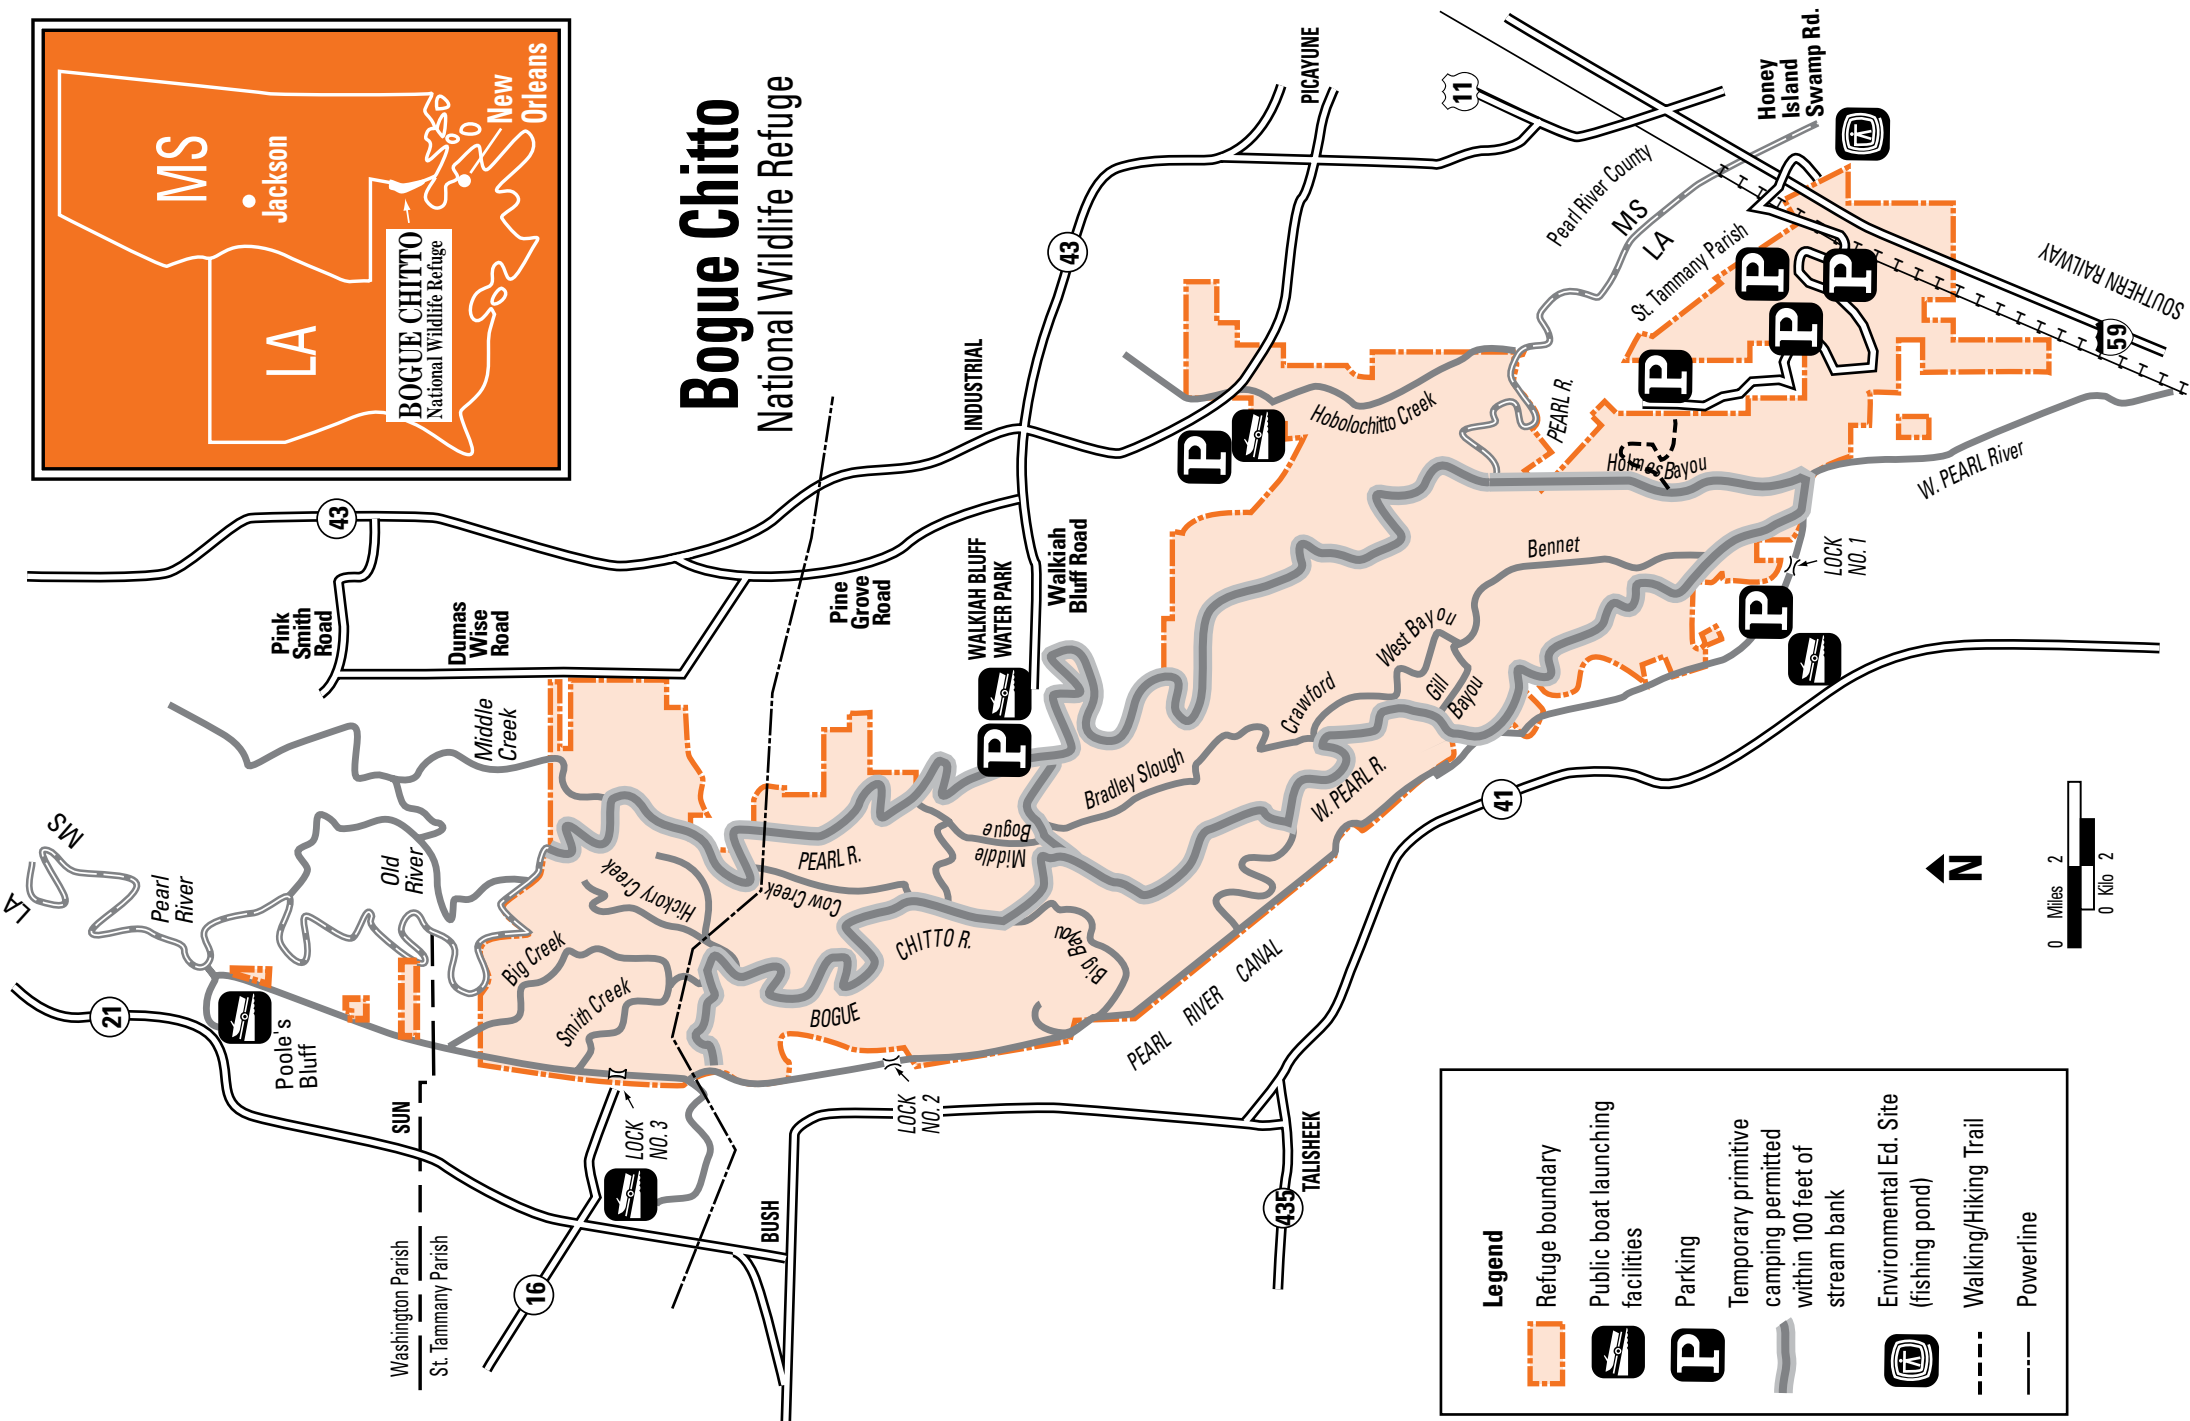 MS
Jackson
LA
New
Orleans
BOGUE CHITTO
National Wildlife Refuge
Bogue Chitto
National Wildlife Refuge
PICAYUNE
11
Honey
Island
Swamp Rd.
Pearl River County
MS
LA
St. Tammany Parish
SOUTHERN RAILWAY
59
43
INDUSTRIAL
43
Pink
Smith
Road
Dumas
Wise
Road
Pine
Grove
Road
WALKIAH BLUFF
WATER PARK
Walkiah
Bluff Road
Hobolochitto Creek
PEARL R.
Holmes Bayou
W. PEARL River
P
P
P
P
P
P
P
LOCK
NO. 1
Bennet
West Bayou
Gill
Bayou
Crawford
Bradley Slough
W. PEARL R.
Middle
Creek
MS
LA
Pearl
River
Old
River
Hickory Creek
PEARL R.
Cow Creek
Middle
Bogue
CHITTO R.
BOGUE
Big Bayou
Big Creek
Smith Creek
PEARL RIVER CANAL
21
Poole's
Bluff
SUN
LOCK
NO. 3
LOCK
NO. 2
Washington Parish
St. Tammany Parish
16
BUSH
435
TALISHEEK
41
N
0 Miles 2
0 Kilo 2
Legend
Refuge boundary
Public boat launching
facilities
P
Parking
Temporary primitive
camping permitted
within 100 feet of
stream bank
Environmental Ed. Site
(fishing pond)
Walking/Hiking Trail
Powerline